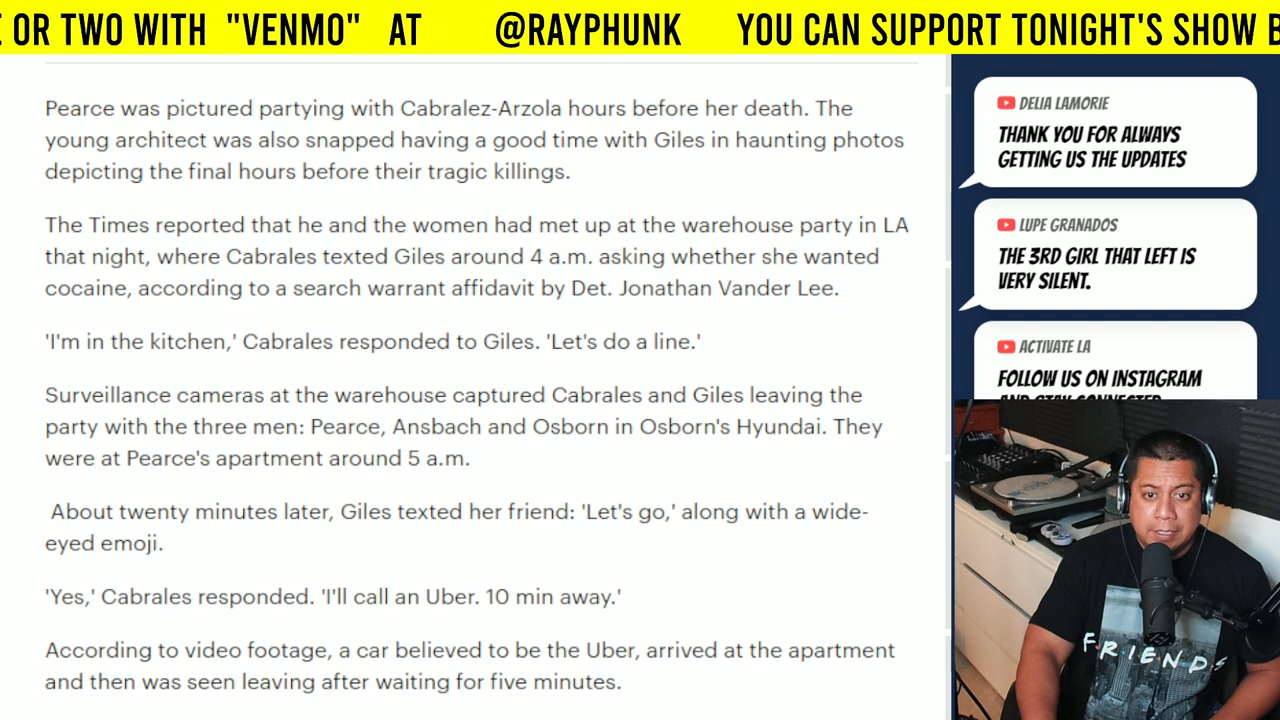 E OR TWO WITH "VENMO" AT @RAYPHUNK YOU CAN SUPPORT TONIGHT'S SHOW B
Pearce was pictured partying with Cabralez-Arzola hours before her death. The
young architect was also snapped having a good time with Giles in haunting photos
depicting the final hours before their tragic killings.
The Times reported that he and the women had met up at the warehouse party in LA
that night, where Cabrales texted Giles around 4 a.m. asking whether she wanted
cocaine, according to a search warrant affidavit by Det. Jonathan Vander Lee.
'I'm in the kitchen,' Cabrales responded to Giles. 'Let's do a line.'
Surveillance cameras at the warehouse captured Cabrales and Giles leaving the
party with the three men: Pearce, Ansbach and Osborn in Osborn's Hyundai. They
were at Pearce's apartment around 5 a.m.
About twenty minutes later, Giles texted her friend: 'Let's go,' along with a wide-
eyed emoji.
'Yes,' Cabrales responded. 'I'll call an Uber. 10 min away.'
According to video footage, a car believed to be the Uber, arrived at the apartment
and then was seen leaving after waiting for five minutes.
DELIA LAMORIE
THANK YOU FOR ALWAYS
GETTING US THE UPDATES
LUPE GRANADOS
THE 3RD GIRL THAT LEFT IS
VERY SILENT.
ACTIVATE LA
FOLLOW US ON INSTAGRAM
AND STAY CONNECTED
F·R·I·E·N·D·S